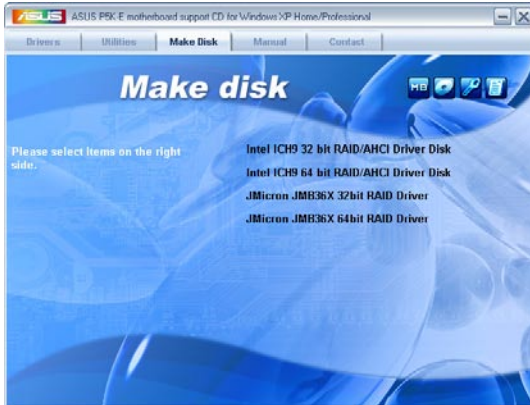 ASUS
ASUS P5K-E motherboard support CD for Windows XP Home/Professional
Drivers
Utilities
Make Disk
Manual
Contact
Make disk
MB
Please select items on the right side.
Intel ICH9 32 bit RAID/AHCI Driver Disk
Intel ICH9 64 bit RAID/AHCI Driver Disk
JMicron JMB36X 32bit RAID Driver
JMicron JMB36X 64bit RAID Driver